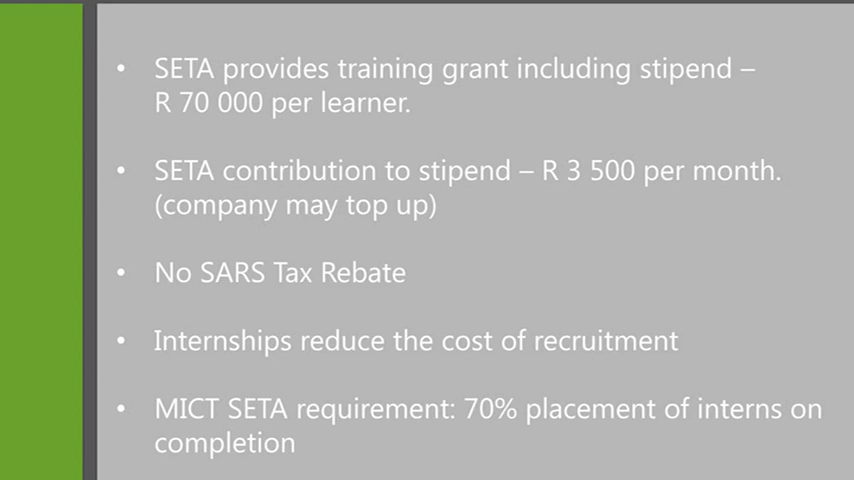 • SETA provides training grant including stipend –
R 70 000 per learner.
• SETA contribution to stipend – R 3 500 per month.
(company may top up)
• No SARS Tax Rebate
• Internships reduce the cost of recruitment
• MICT SETA requirement: 70% placement of interns on
completion